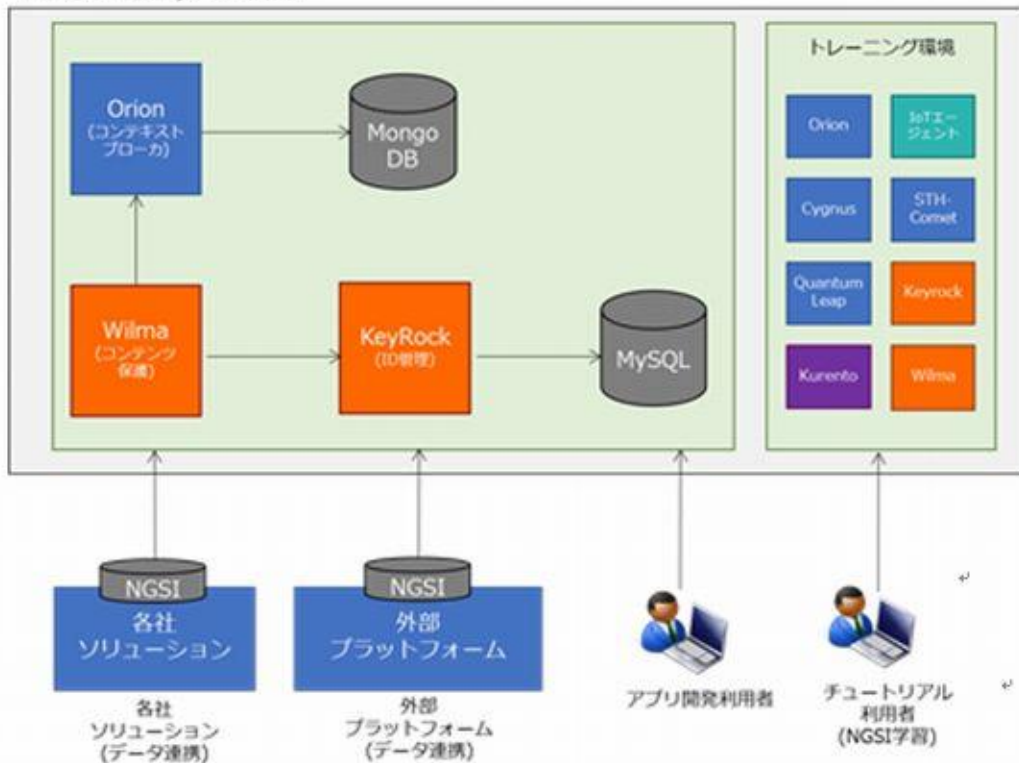 Orion
(コンテキスト
ブローカ)
Mongo
DB
Wilma
(コンテンツ
保護)
KeyRock
(ID管理)
MySQL
トレーニング環境
Orion
IoTエー
ジェント
Cygnus
STH-
Comet
Quantum
Leap
Keyrock
Kurento
Wilma
NGSI
各社
ソリューション
各社
ソリューション
(データ連携)
NGSI
外部
プラットフォーム
外部
プラットフォーム
(データ連携)
アプリ開発利用者
チュートリアル
利用者
(NGSI学習)